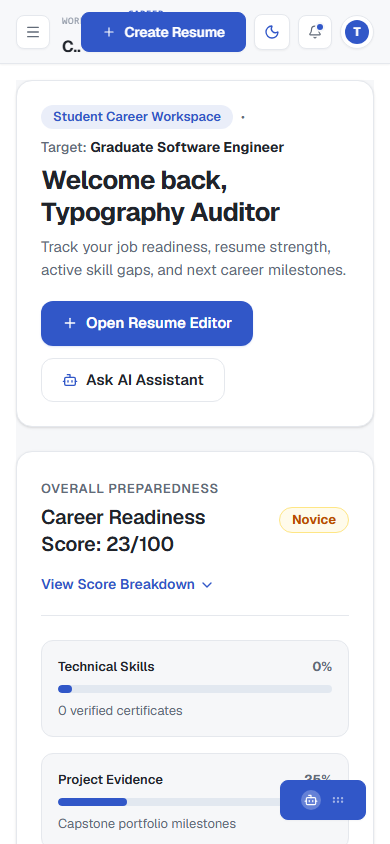 C..
Create Resume
T
Student Career Workspace ·
Target: Graduate Software Engineer
Welcome back,
Typography Auditor
Track your job readiness, resume strength,
active skill gaps, and next career milestones.
Open Resume Editor
Ask AI Assistant
OVERALL PREPAREDNESS
Career Readiness
Score: 23/100
Novice
View Score Breakdown
Technical Skills
0%
0 verified certificates
Project Evidence
25%
Capstone portfolio milestones